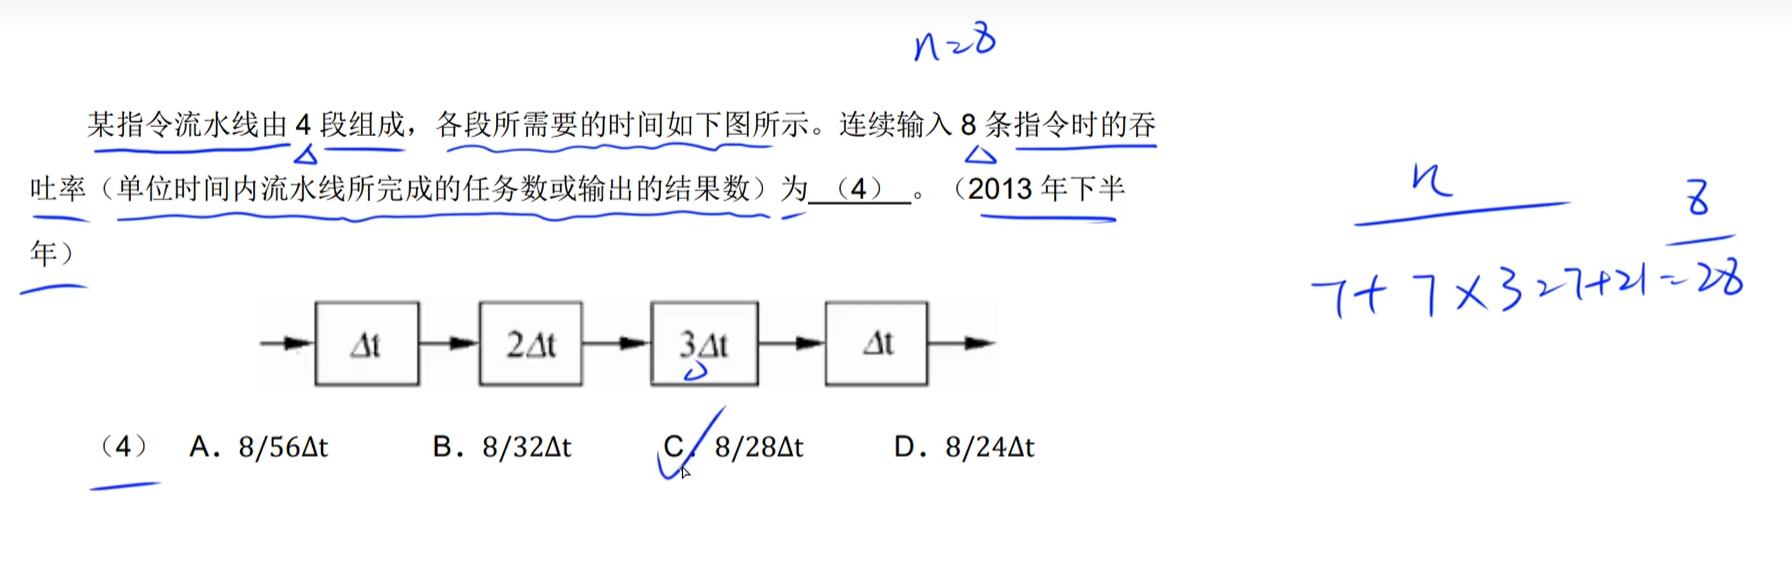 n=8
某指令流水线由 4 段组成，各段所需要的时间如下图所示。连续输入 8 条指令时的吞
吐率（单位时间内流水线所完成的任务数或输出的结果数）为 （4） 。（2013 年下半
年）
n
8
7+7×3=7+21=28
Δt 2Δt 3Δt Δt
（4） A. 8/56Δt B. 8/32Δt C. 8/28Δt D. 8/24Δt